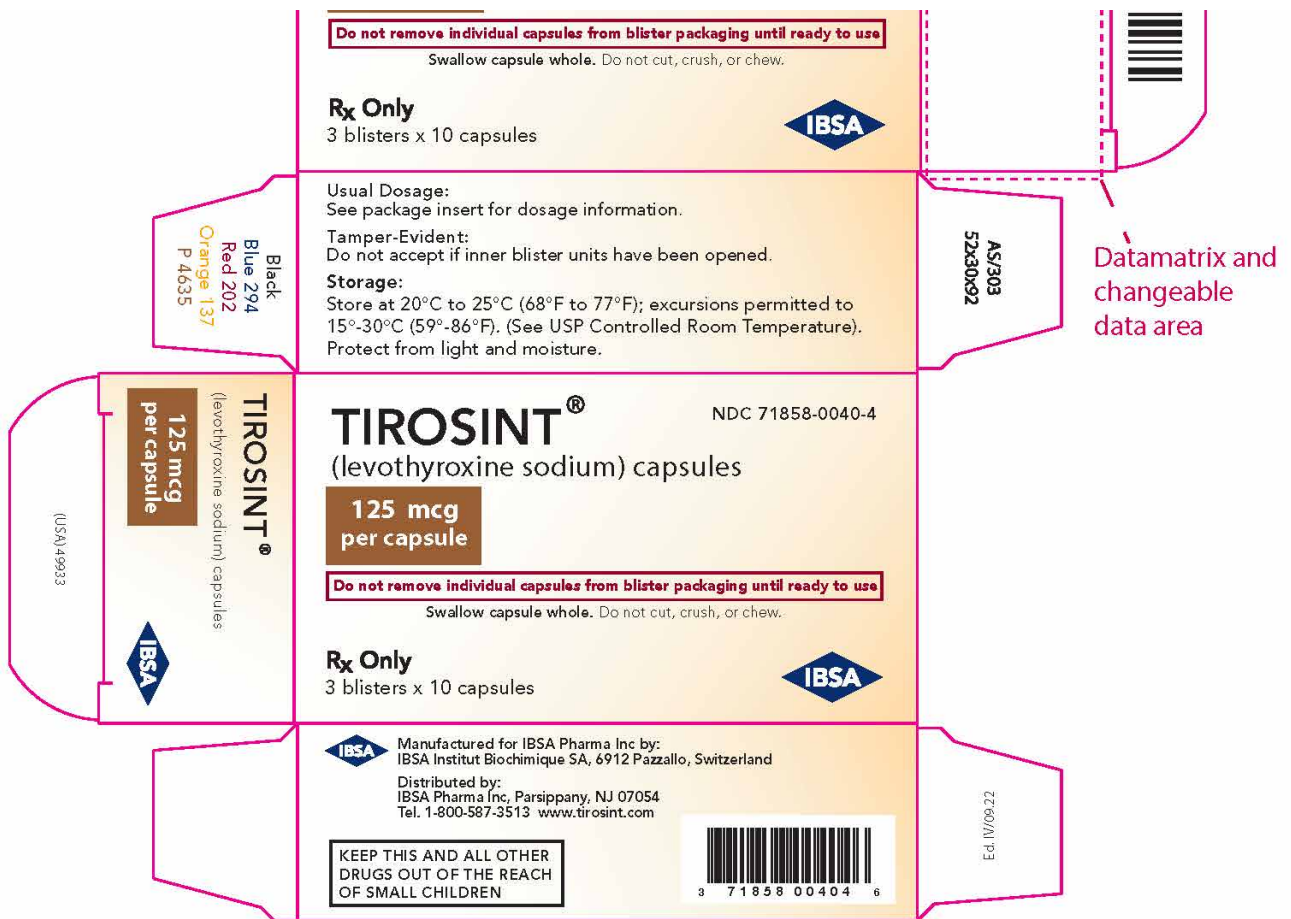 Do not remove individual capsules from blister packaging until ready to use
Swallow capsule whole. Do not cut, crush, or chew.
Rx Only
3 blisters x 10 capsules
IBSA
Usual Dosage:
See package insert for dosage information.
Tamper-Evident:
Do not accept if inner blister units have been opened.
Storage:
Store at 20°C to 25°C (68°F to 77°F); excursions permitted to
15°-30°C (59°-86°F). (See USP Controlled Room Temperature).
Protect from light and moisture.
Black
Blue 294
Red 202
Orange 137
P 4635
AS/303
52x30x92
Datamatrix and
changeable
data area
TIROSINT®
(levothyroxine sodium) capsules
125 mcg
per capsule
IBSA
(USA) 49933
TIROSINT®
NDC 71858-0040-4
(levothyroxine sodium) capsules
125 mcg
per capsule
Do not remove individual capsules from blister packaging until ready to use
Swallow capsule whole. Do not cut, crush, or chew.
Rx Only
3 blisters x 10 capsules
IBSA
IBSA
Manufactured for IBSA Pharma Inc by:
IBSA Institut Biochimique SA, 6912 Pazzallo, Switzerland
Distributed by:
IBSA Pharma Inc, Parsippany, NJ 07054
Tel. 1-800-587-3513 www.tirosint.com
KEEP THIS AND ALL OTHER
DRUGS OUT OF THE REACH
OF SMALL CHILDREN
3 71858 00404 6
Ed. IV/09.22